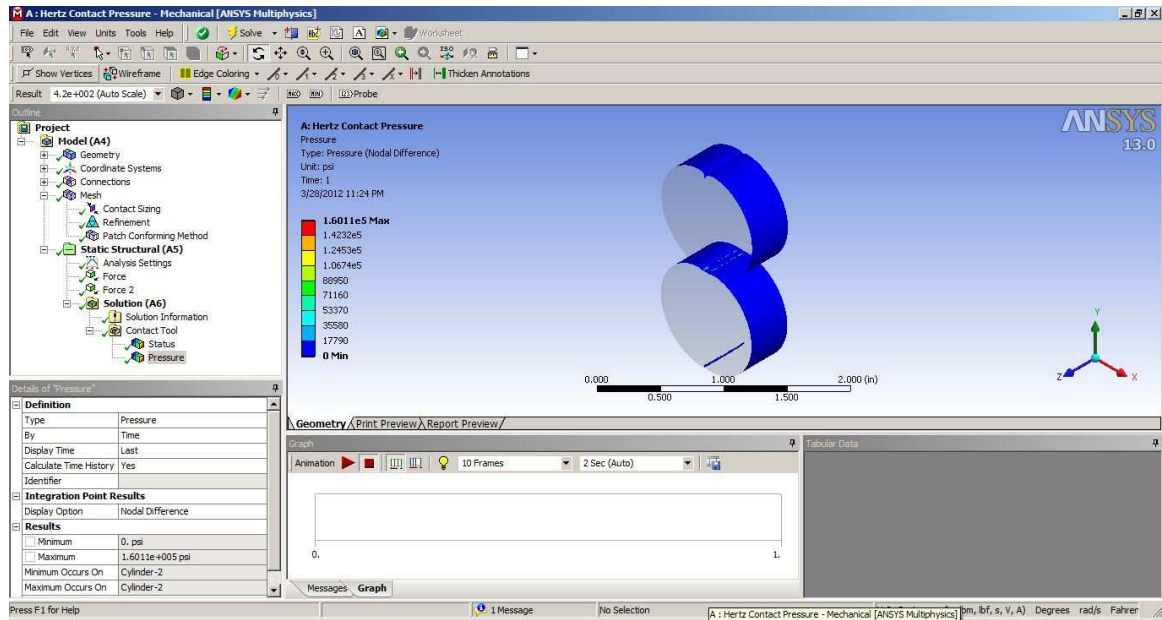 A : Hertz Contact Pressure - Mechanical [ANSYS Multiphysics]
File Edit View Units Tools Help Solve Worksheet
Show Vertices Wireframe Edge Coloring Thicken Annotations
Result 4.2e+002 (Auto Scale) Probe
Outline
Project
Model (A4)
Geometry
Coordinate Systems
Connections
Mesh
Contact Sizing
Refinement
Patch Conforming Method
Static Structural (A5)
Analysis Settings
Force
Force 2
Solution (A6)
Solution Information
Contact Tool
Status
Pressure
A: Hertz Contact Pressure
Pressure
Type: Pressure (Nodal Difference)
Unit: psi
Time: 1
3/28/2012 11:24 PM
1.6011e5 Max
1.4232e5
1.2453e5
1.0674e5
88950
71160
53370
35580
17790
0 Min
ANSYS
13.0
Y
Z
X
0.000 1.000 2.000 (in)
0.500 1.500
Geometry Print Preview Report Preview
Details of "Pressure"
Definition
Type Pressure
By Time
Display Time Last
Calculate Time History Yes
Identifier
Integration Point Results
Display Option Nodal Difference
Results
Minimum 0. psi
Maximum 1.6011e+005 psi
Minimum Occurs On Cylinder-2
Maximum Occurs On Cylinder-2
Graph
Animation 10 Frames 2 Sec (Auto)
0. 1.
Messages Graph
Tabular Data
Press F1 for Help 1 Message No Selection
A : Hertz Contact Pressure - Mechanical [ANSYS Multiphysics]
lbf, s, V, A) Degrees rad/s Fahrer